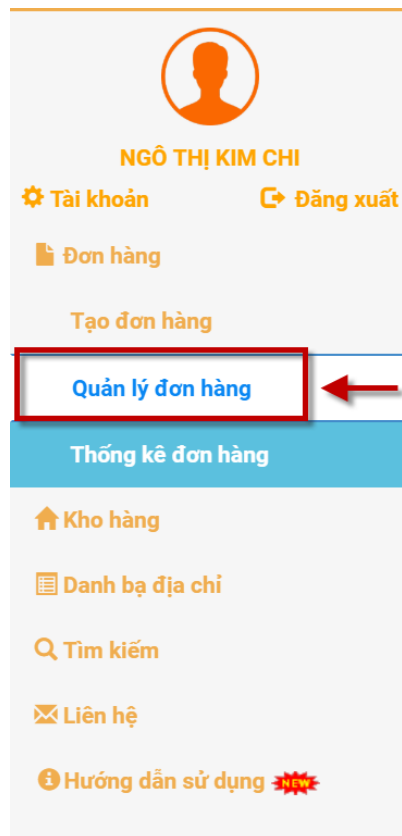 NGÔ THỊ KIM CHI
Tài khoản Đăng xuất
Đơn hàng
Tạo đơn hàng
Quản lý đơn hàng
Thống kê đơn hàng
Kho hàng
Danh bạ địa chỉ
Tìm kiếm
Liên hệ
Hướng dẫn sử dụng NEW